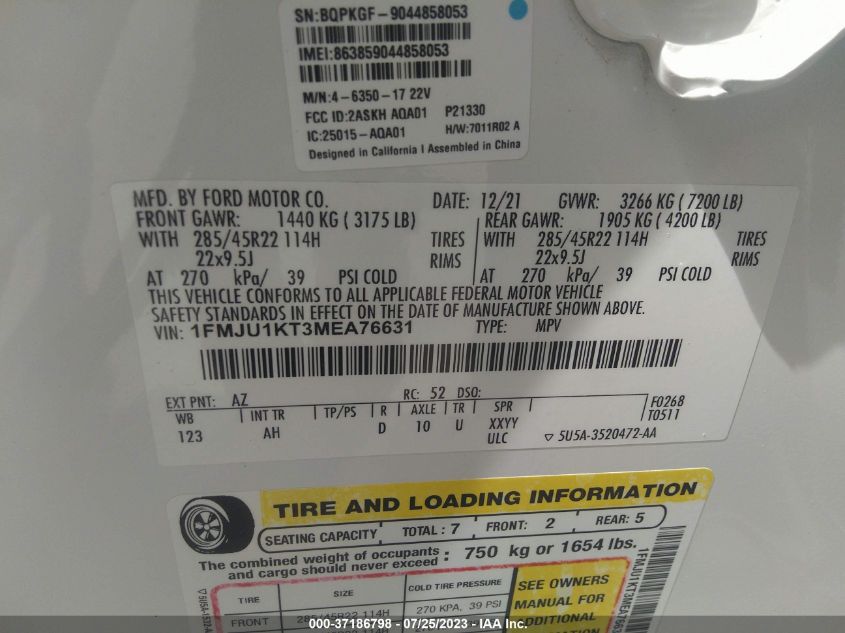 SN:BQPKGF-9044858053
IMEI:863859044858053
M/N:4-6350-17 22V
FCC ID:2ASKH AQA01 P21330
IC:25015-AQA01 H/W:7011R02 A
Designed in California I Assembled in China
MFD. BY FORD MOTOR CO. DATE: 12/21 GVWR: 3266 KG ( 7200 LB)
FRONT GAWR: 1440 KG ( 3175 LB) REAR GAWR: 1905 KG ( 4200 LB)
WITH 285/45R22 114H TIRES WITH 285/45R22 114H TIRES
22x9.5J RIMS 22x9.5J RIMS
AT 270 kPa/ 39 PSI COLD AT 270 kPa/ 39 PSI COLD
THIS VEHICLE CONFORMS TO ALL APPLICABLE FEDERAL MOTOR VEHICLE
SAFETY STANDARDS IN EFFECT ON THE DATE OF MANUFACTURE SHOWN ABOVE.
VIN: 1FMJU1KT3MEA76631 TYPE: MPV
EXT PNT: AZ RC: 52 DSO: F0268
WB INT TR TP/PS R AXLE TR SPR T0511
123 AH D 10 U XXYY
ULC ▽ 5U5A-3520472-AA
TIRE AND LOADING INFORMATION
SEATING CAPACITY TOTAL : 7 FRONT: 2 REAR: 5
The combined weight of occupants
and cargo should never exceed : 750 kg or 1654 lbs.
TIRE SIZE COLD TIRE PRESSURE
FRONT 285/45R22 114H 270 KPA, 39 PSI
SEE OWNERS
MANUAL FOR
ADDITIONAL
1FMJU1KT3MEA7663
000-37186798 - 07/25/2023 - COPART